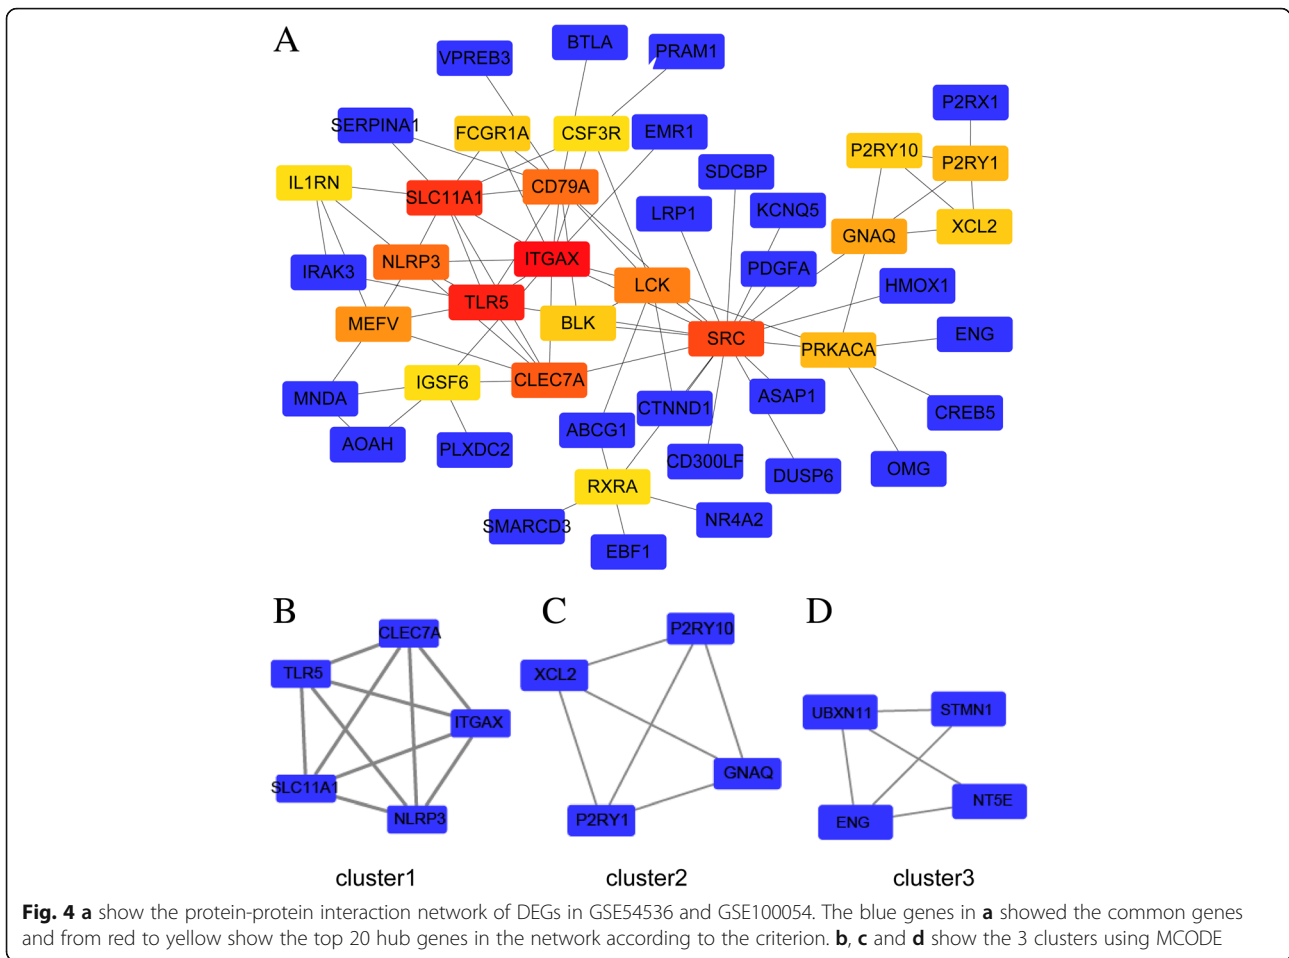 A
VPREB3
BTLA
PRAM1
P2RX1
SERPINA1
FCGR1A
CSF3R
EMR1
P2RY10
P2RY1
IL1RN
SLC11A1
CD79A
SDCBP
LRP1
KCNQ5
GNAQ
XCL2
IRAK3
NLRP3
ITGAX
LCK
PDGFA
HMOX1
MEFV
TLR5
BLK
SRC
PRKACA
ENG
MNDA
IGSF6
CLEC7A
CTNND1
ASAP1
CREB5
AOAH
PLXDC2
ABCG1
CD300LF
DUSP6
OMG
RXRA
SMARCD3
NR4A2
EBF1
B
CLEC7A
TLR5
ITGAX
SLC11A1
NLRP3
cluster1
C
P2RY10
XCL2
GNAQ
P2RY1
cluster2
D
UBXN11
STMN1
NT5E
ENG
cluster3
Fig. 4 a show the protein-protein interaction network of DEGs in GSE54536 and GSE100054. The blue genes in a showed the common genes
and from red to yellow show the top 20 hub genes in the network according to the criterion. b, c and d show the 3 clusters using MCODE